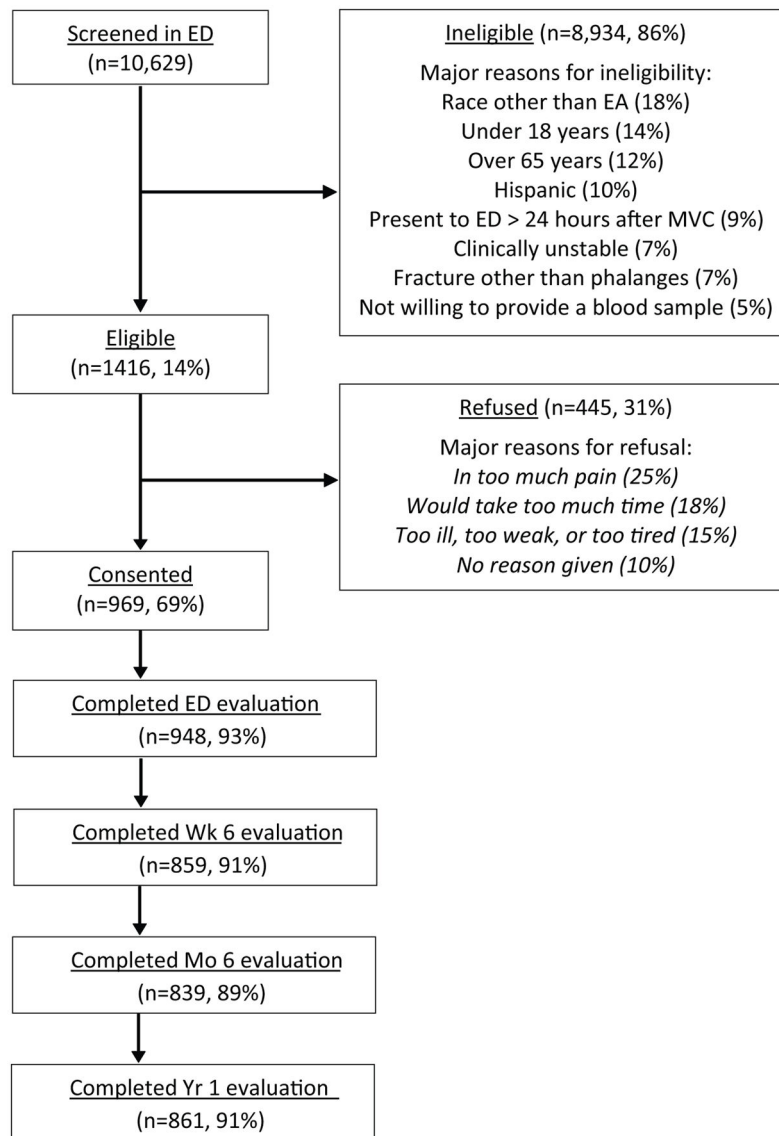 Screened in ED
(n=10,629)
Ineligible (n=8,934, 86%)
Major reasons for ineligibility:
Race other than EA (18%)
Under 18 years (14%)
Over 65 years (12%)
Hispanic (10%)
Present to ED > 24 hours after MVC (9%)
Clinically unstable (7%)
Fracture other than phalanges (7%)
Not willing to provide a blood sample (5%)
Eligible
(n=1416, 14%)
Refused (n=445, 31%)
Major reasons for refusal:
In too much pain (25%)
Would take too much time (18%)
Too ill, too weak, or too tired (15%)
No reason given (10%)
Consented
(n=969, 69%)
Completed ED evaluation
(n=948, 93%)
Completed Wk 6 evaluation
(n=859, 91%)
Completed Mo 6 evaluation
(n=839, 89%)
Completed Yr 1 evaluation
(n=861, 91%)